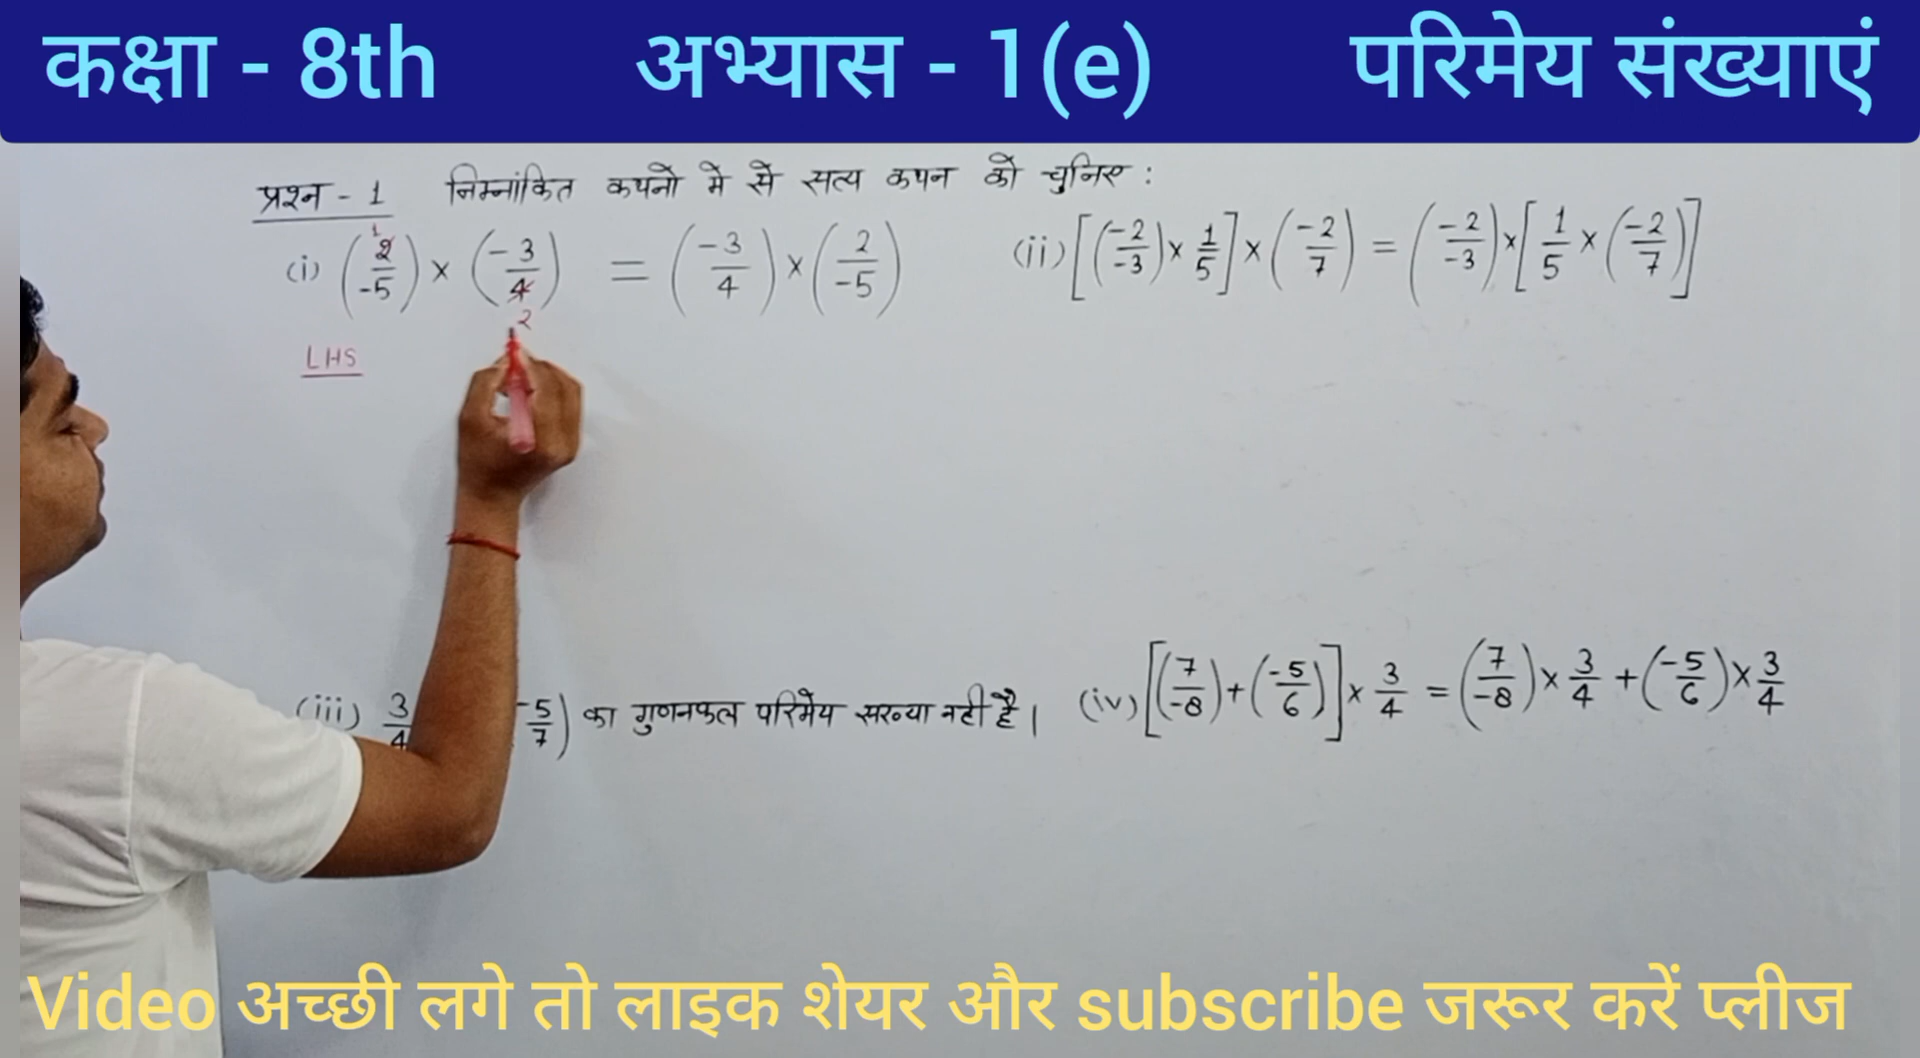 कक्षा - 8th अभ्यास - 1(e) परिमेय संख्याएं
प्रश्न - 1 निम्नांकित कथनो मे से सत्य कथन को चुनिए :
(i) (2/-5) × (-3/4) = (-3/4) × (2/-5) (ii) [(-2/-3) × 1/5] × (-2/7) = (-2/-3) × [1/5 × (-2/7)]
1
2
LHS
(iii) 3/4 -5/7) का गुणनफल परिमेय सख्या नही है। (iv) [(7/-8) + (-5/6)] × 3/4 = (7/-8) × 3/4 + (-5/6) × 3/4
Video अच्छी लगे तो लाइक शेयर और subscribe जरूर करें प्लीज